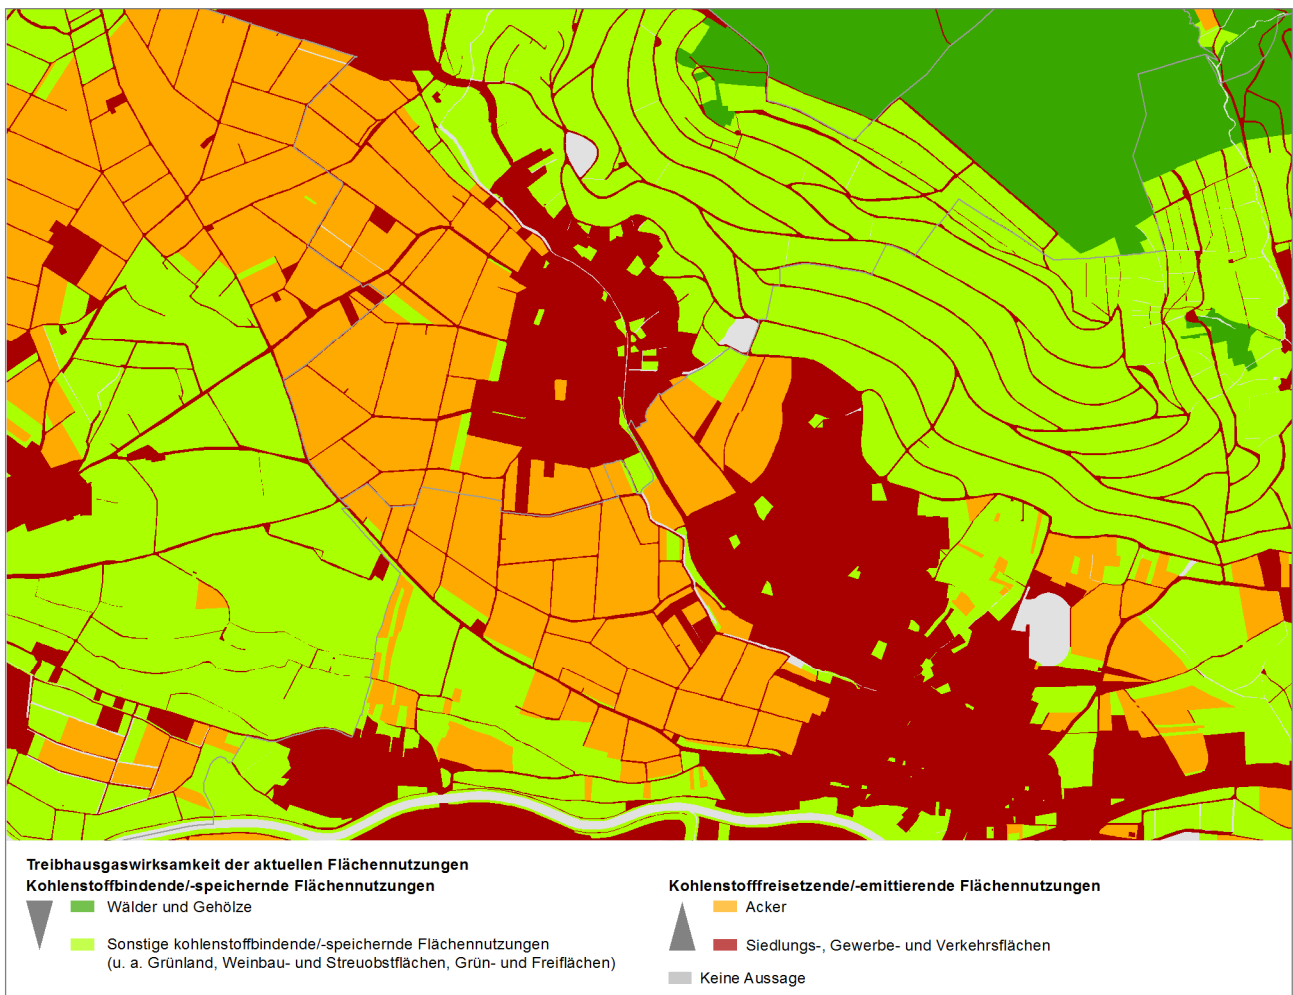 Treibhausgaswirksamkeit der aktuellen Flächennutzungen
Kohlenstoffbindende/-speichernde Flächennutzungen
Wälder und Gehölze
Sonstige kohlenstoffbindende/-speichernde Flächennutzungen
(u. a. Grünland, Weinbau- und Streuobstflächen, Grün- und Freiflächen)
Kohlenstofffreisetzende/-emittierende Flächennutzungen
Acker
Siedlungs-, Gewerbe- und Verkehrsflächen
Keine Aussage